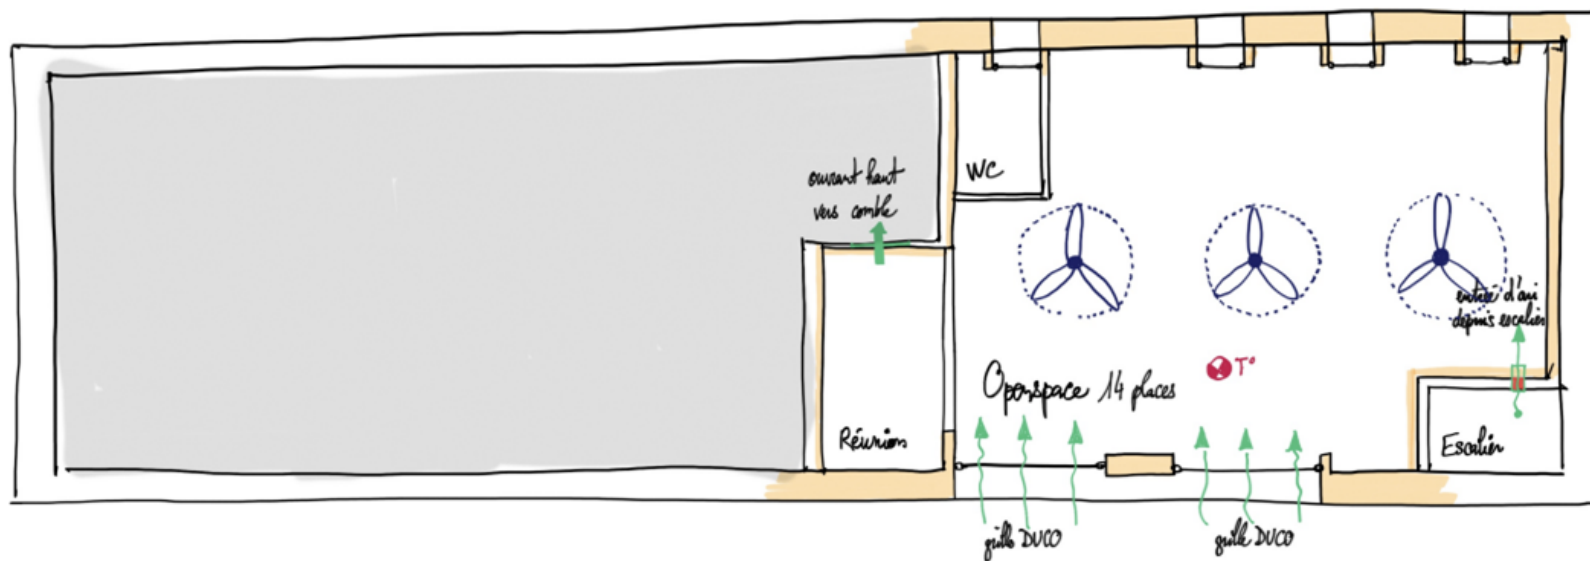 ouvrant haut
vers comble
WC
entrée d'air
depuis escalier
T°
Openspace 14 places
Réunion
Escalier
grille DUCO
grille DUCO